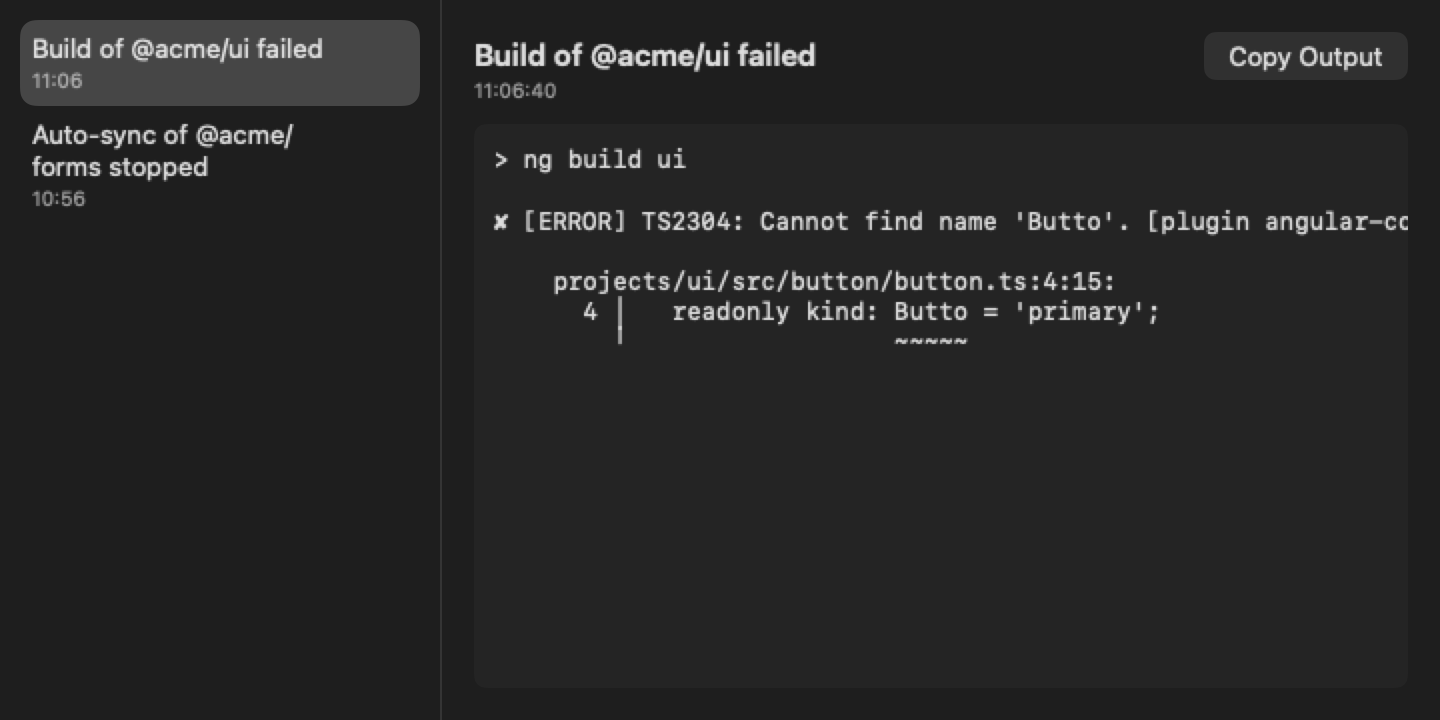 Build of @acme/ui failed
11:06
Auto-sync of @acme/
forms stopped
10:56
Build of @acme/ui failed
11:06:40
Copy Output
> ng build ui
✘ [ERROR] TS2304: Cannot find name 'Butto'. [plugin angular-co
projects/ui/src/button/button.ts:4:15:
4 │ readonly kind: Butto = 'primary';
│ ~~~~~